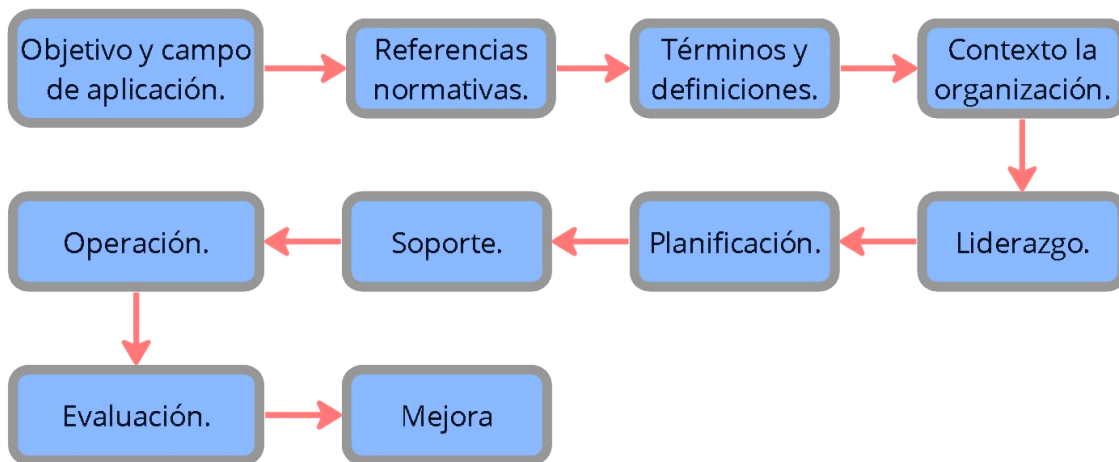 Objetivo y campo
de aplicación.
Referencias
normativas.
Términos y
definiciones.
Contexto la
organización.
Liderazgo.
Planificación.
Soporte.
Operación.
Evaluación.
Mejora